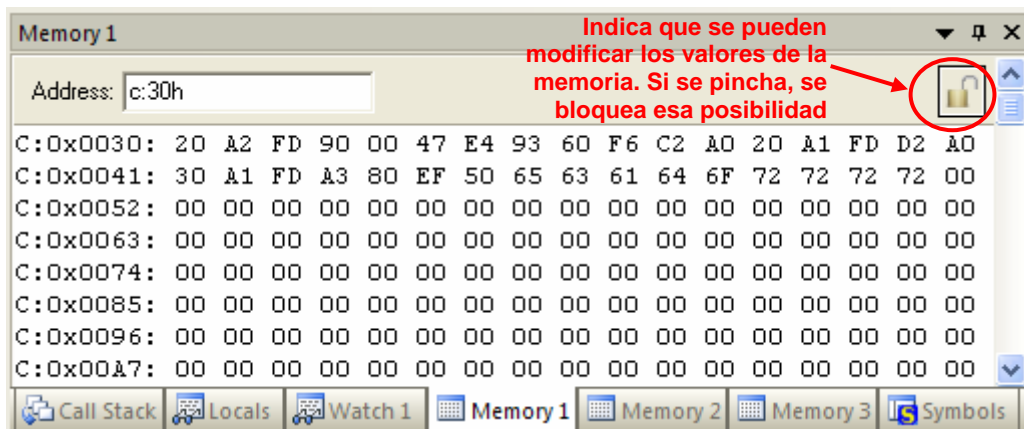 Memory 1
Indica que se pueden
modificar los valores de la
memoria. Si se pincha, se
bloquea esa posibilidad
Address: c:30h
C:0x0030: 20 A2 FD 90 00 47 E4 93 60 F6 C2 A0 20 A1 FD D2 A0
C:0x0041: 30 A1 FD A3 80 EF 50 65 63 61 64 6F 72 72 72 72 00
C:0x0052: 00 00 00 00 00 00 00 00 00 00 00 00 00 00 00 00 00
C:0x0063: 00 00 00 00 00 00 00 00 00 00 00 00 00 00 00 00 00
C:0x0074: 00 00 00 00 00 00 00 00 00 00 00 00 00 00 00 00 00
C:0x0085: 00 00 00 00 00 00 00 00 00 00 00 00 00 00 00 00 00
C:0x0096: 00 00 00 00 00 00 00 00 00 00 00 00 00 00 00 00 00
C:0x00A7: 00 00 00 00 00 00 00 00 00 00 00 00 00 00 00 00 00
Call Stack Locals Watch 1 Memory 1 Memory 2 Memory 3 Symbols